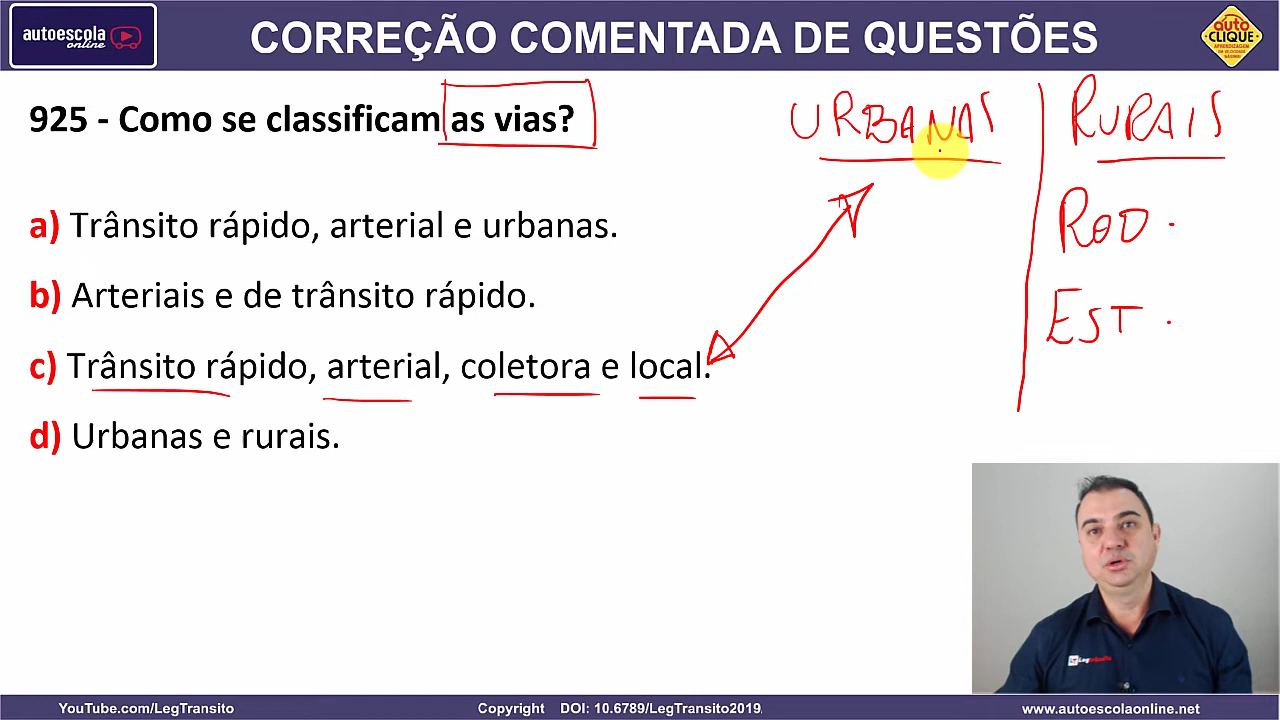 autoescola
online
CORREÇÃO COMENTADA DE QUESTÕES
auto
CLIQUE
925 - Como se classificam as vias?
URBANAS
RURAIS
a) Trânsito rápido, arterial e urbanas.
ROD.
b) Arteriais e de trânsito rápido.
EST.
c) Trânsito rápido, arterial, coletora e local.
d) Urbanas e rurais.
LegTrânsito
YouTube.com/LegTransito
Copyright DOI: 10.6789/LegTransito2019
www.autoescolaonline.net